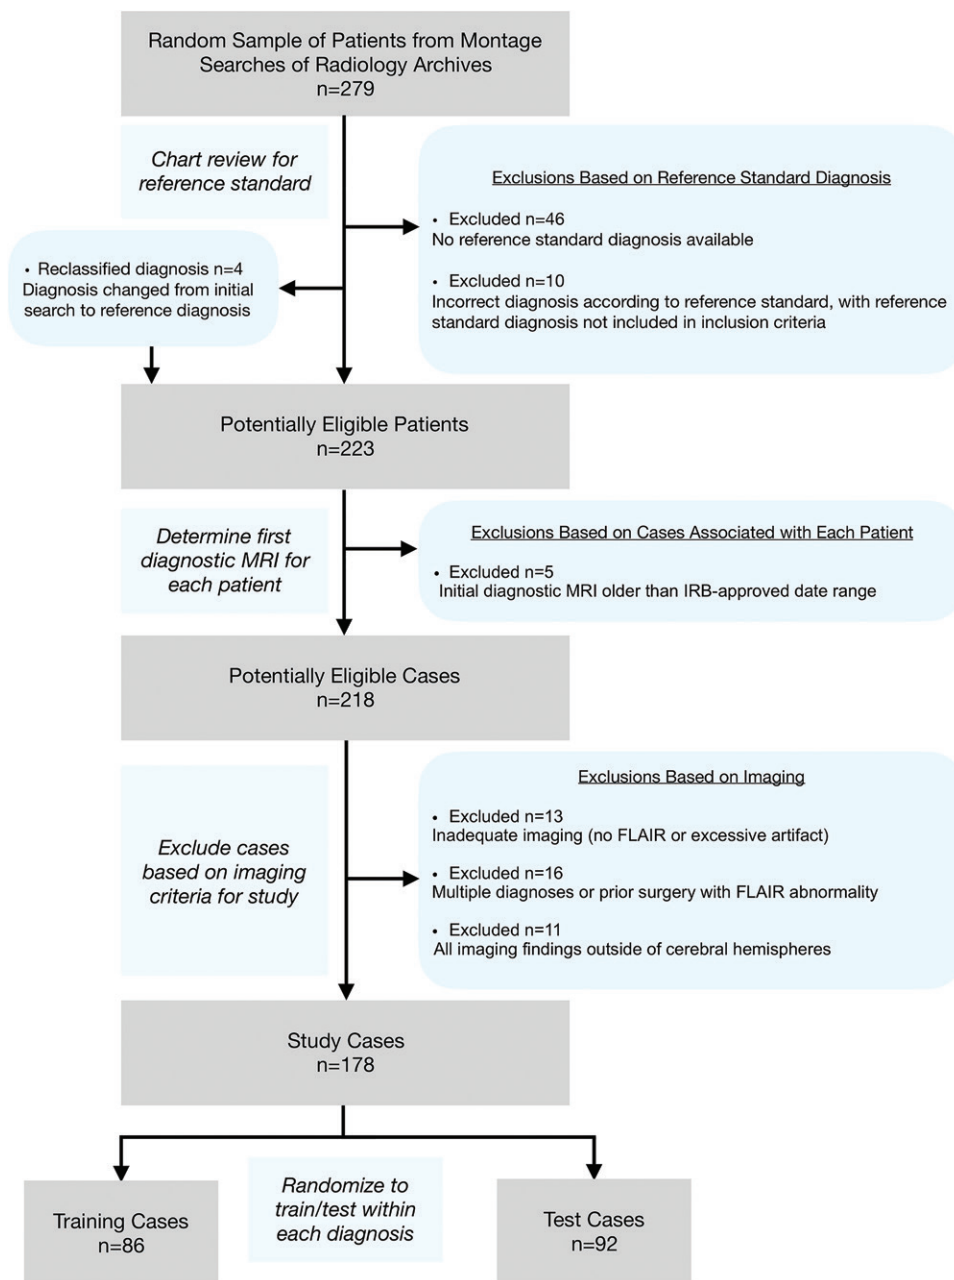 Random Sample of Patients from Montage
Searches of Radiology Archives
n=279
Chart review for
reference standard
Exclusions Based on Reference Standard Diagnosis
• Excluded n=46
No reference standard diagnosis available
• Excluded n=10
Incorrect diagnosis according to reference standard, with reference
standard diagnosis not included in inclusion criteria
• Reclassified diagnosis n=4
Diagnosis changed from initial
search to reference diagnosis
Potentially Eligible Patients
n=223
Determine first
diagnostic MRI for
each patient
Exclusions Based on Cases Associated with Each Patient
• Excluded n=5
Initial diagnostic MRI older than IRB-approved date range
Potentially Eligible Cases
n=218
Exclude cases
based on imaging
criteria for study
Exclusions Based on Imaging
• Excluded n=13
Inadequate imaging (no FLAIR or excessive artifact)
• Excluded n=16
Multiple diagnoses or prior surgery with FLAIR abnormality
• Excluded n=11
All imaging findings outside of cerebral hemispheres
Study Cases
n=178
Training Cases
n=86
Randomize to
train/test within
each diagnosis
Test Cases
n=92